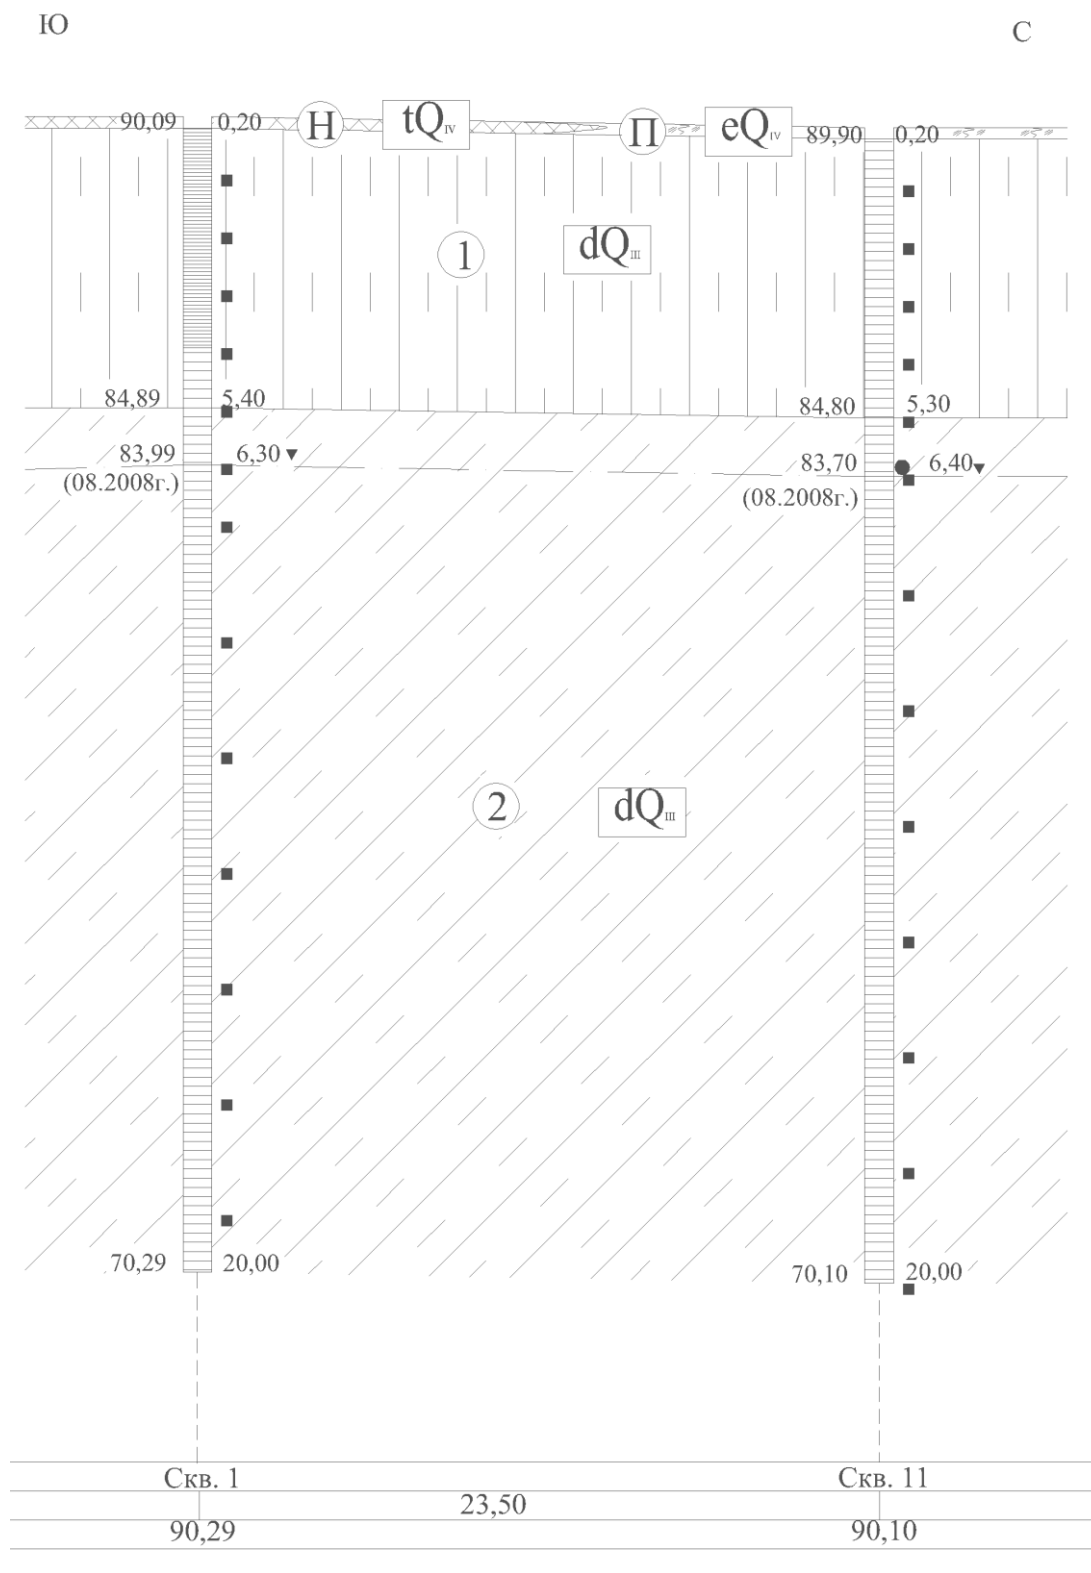 Ю
С
90,09 0,20 Н tQIV П eQIV 89,90 0,20
1 dQIII
84,89 5,40 84,80 5,30
83,99 6,30 83,70 6,40
(08.2008г.) (08.2008г.)
2 dQIII
70,29 20,00 70,10 20,00
Скв. 1 Скв. 11
23,50
90,29 90,10